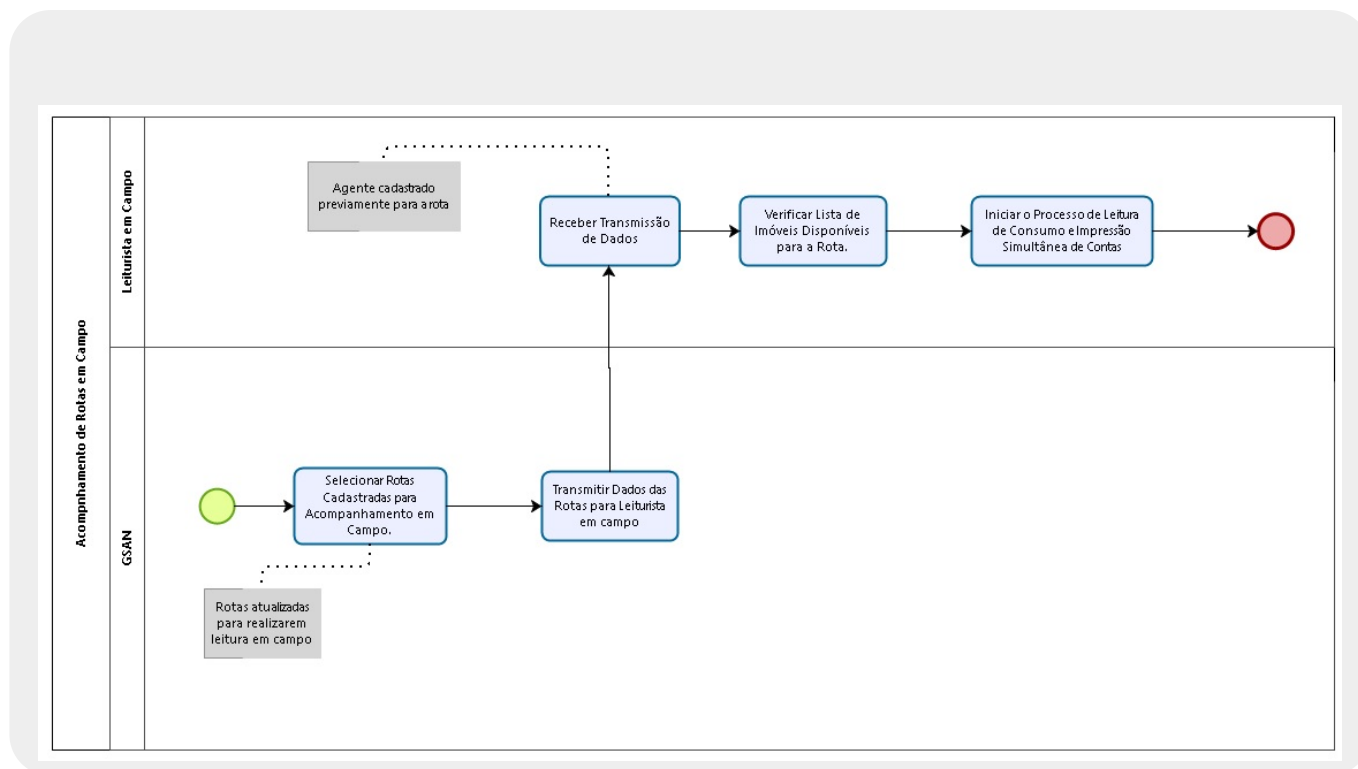 Acompnhamento de Rotas em Campo
Leiturista em Campo
Agente cadastrado
previamente para a rota
Receber Transmissão
de Dados
Verificar Lista de
Imóveis Disponíveis
para a Rota.
Iniciar o Processo de Leitura
de Consumo e Impressão
Simultânea de Contas
GSAN
Selecionar Rotas
Cadastradas para
Acompanhamento em
Campo.
Transmitir Dados das
Rotas para Leiturista
em campo
Rotas atualizadas
para realizarem
leitura em campo